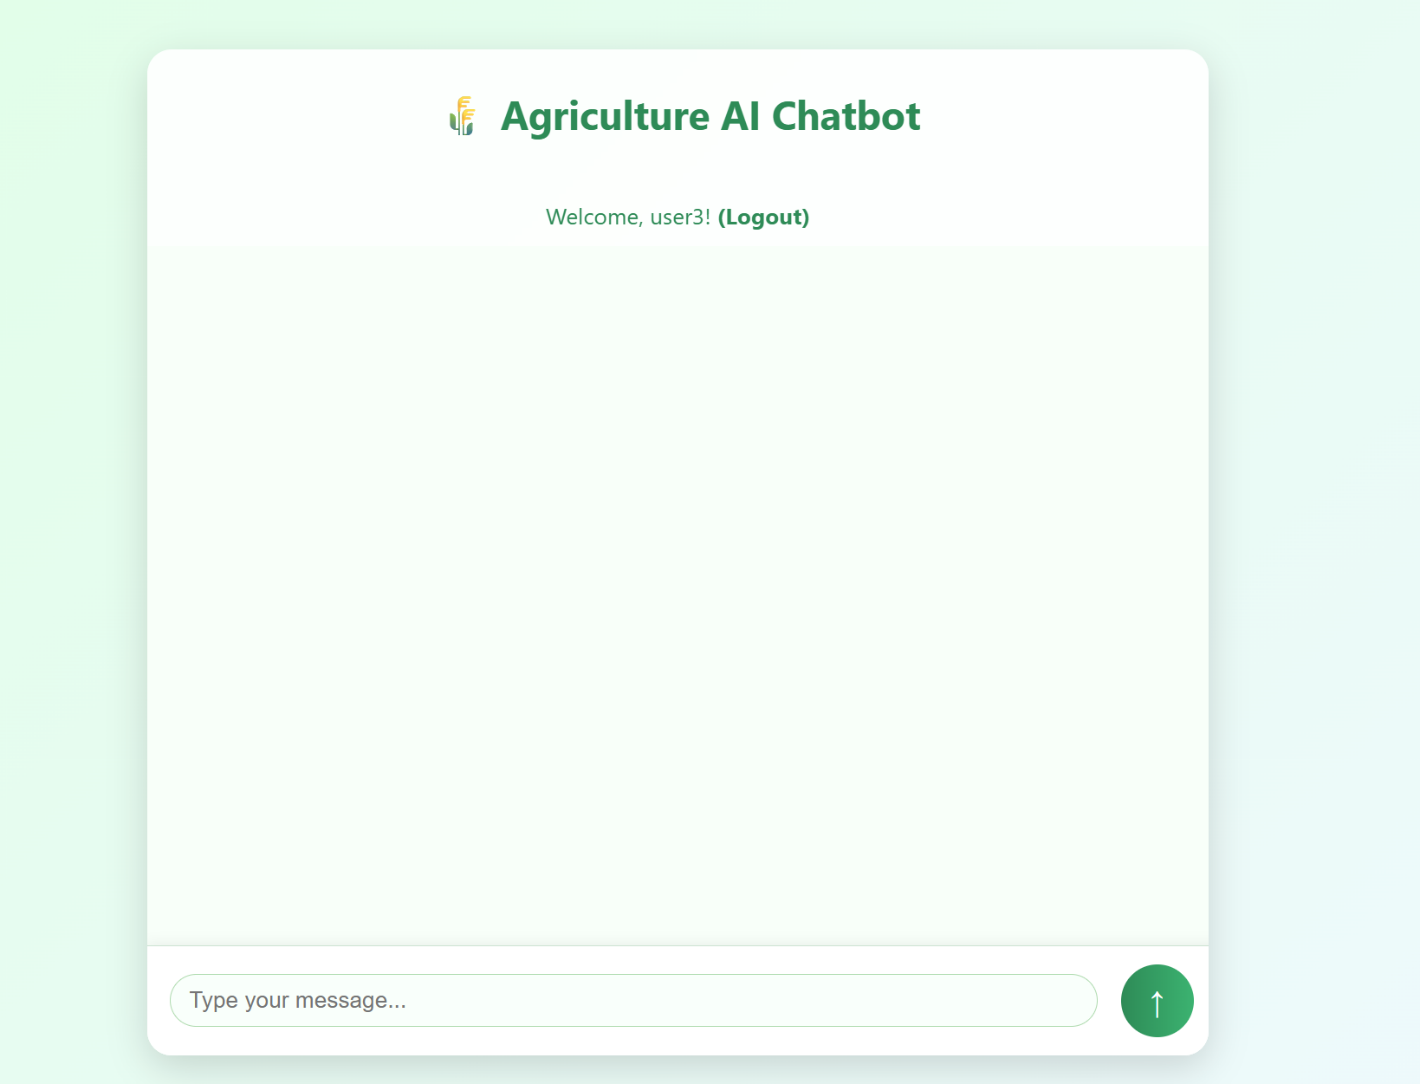 Agriculture AI Chatbot
Welcome, user3! (Logout)
Type your message...
↑